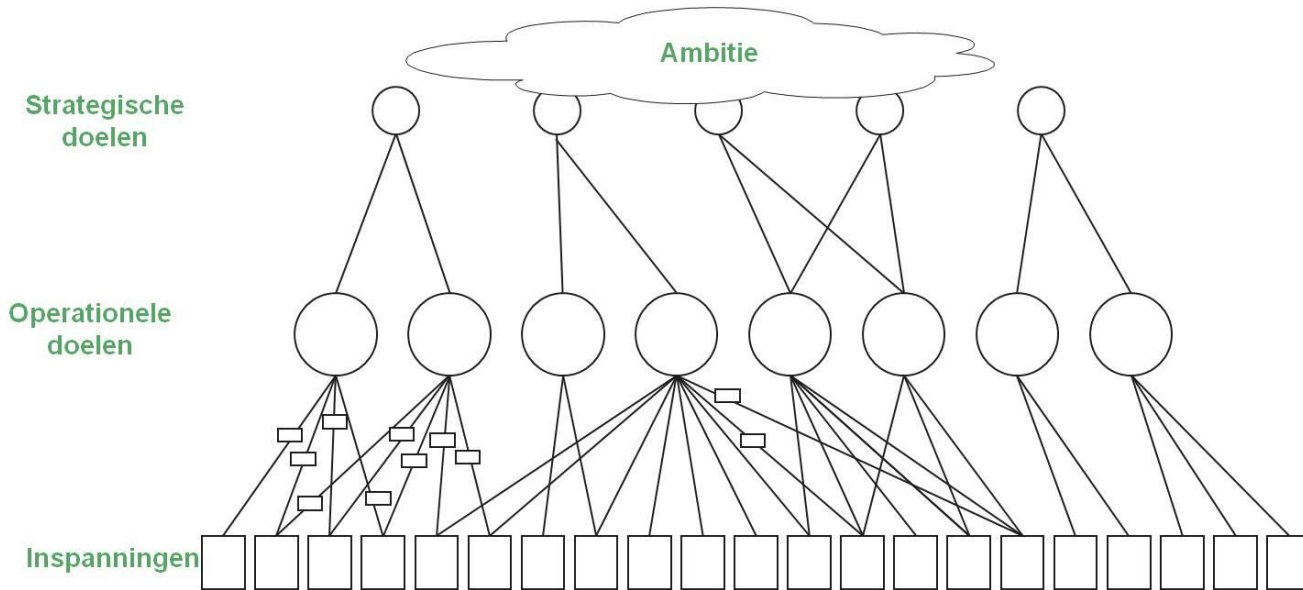 Ambitie
Strategische
doelen
Operationele
doelen
Inspanningen